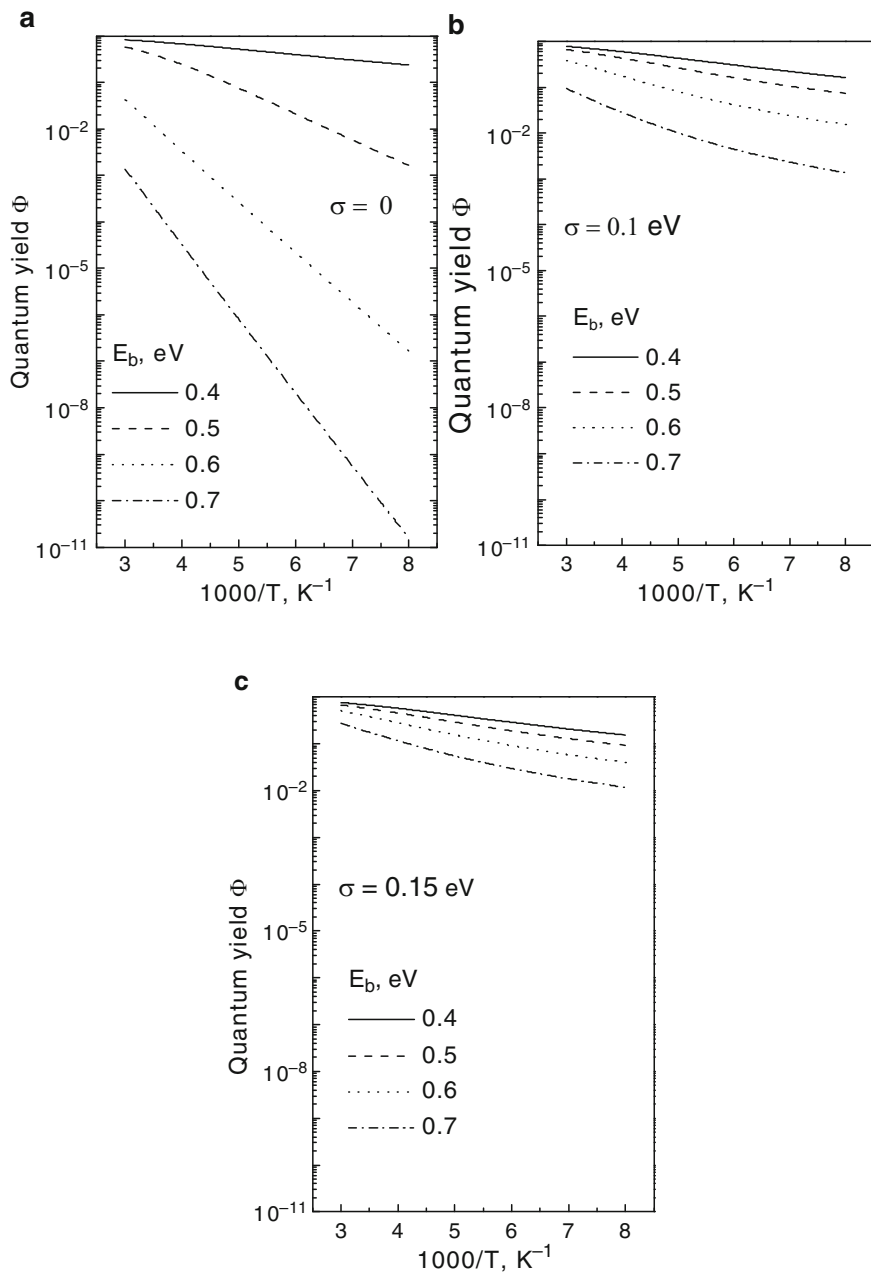 a
Quantum yield Φ
10⁻²
10⁻⁵
10⁻⁸
10⁻¹¹
σ = 0
E_b, eV
0.4
0.5
0.6
0.7
3 4 5 6 7 8
1000/T, K⁻¹
b
Quantum yield Φ
10⁻²
10⁻⁵
10⁻⁸
10⁻¹¹
σ = 0.1 eV
E_b, eV
0.4
0.5
0.6
0.7
3 4 5 6 7 8
1000/T, K⁻¹
c
Quantum yield Φ
10⁻²
10⁻⁵
10⁻⁸
10⁻¹¹
σ = 0.15 eV
E_b, eV
0.4
0.5
0.6
0.7
3 4 5 6 7 8
1000/T, K⁻¹